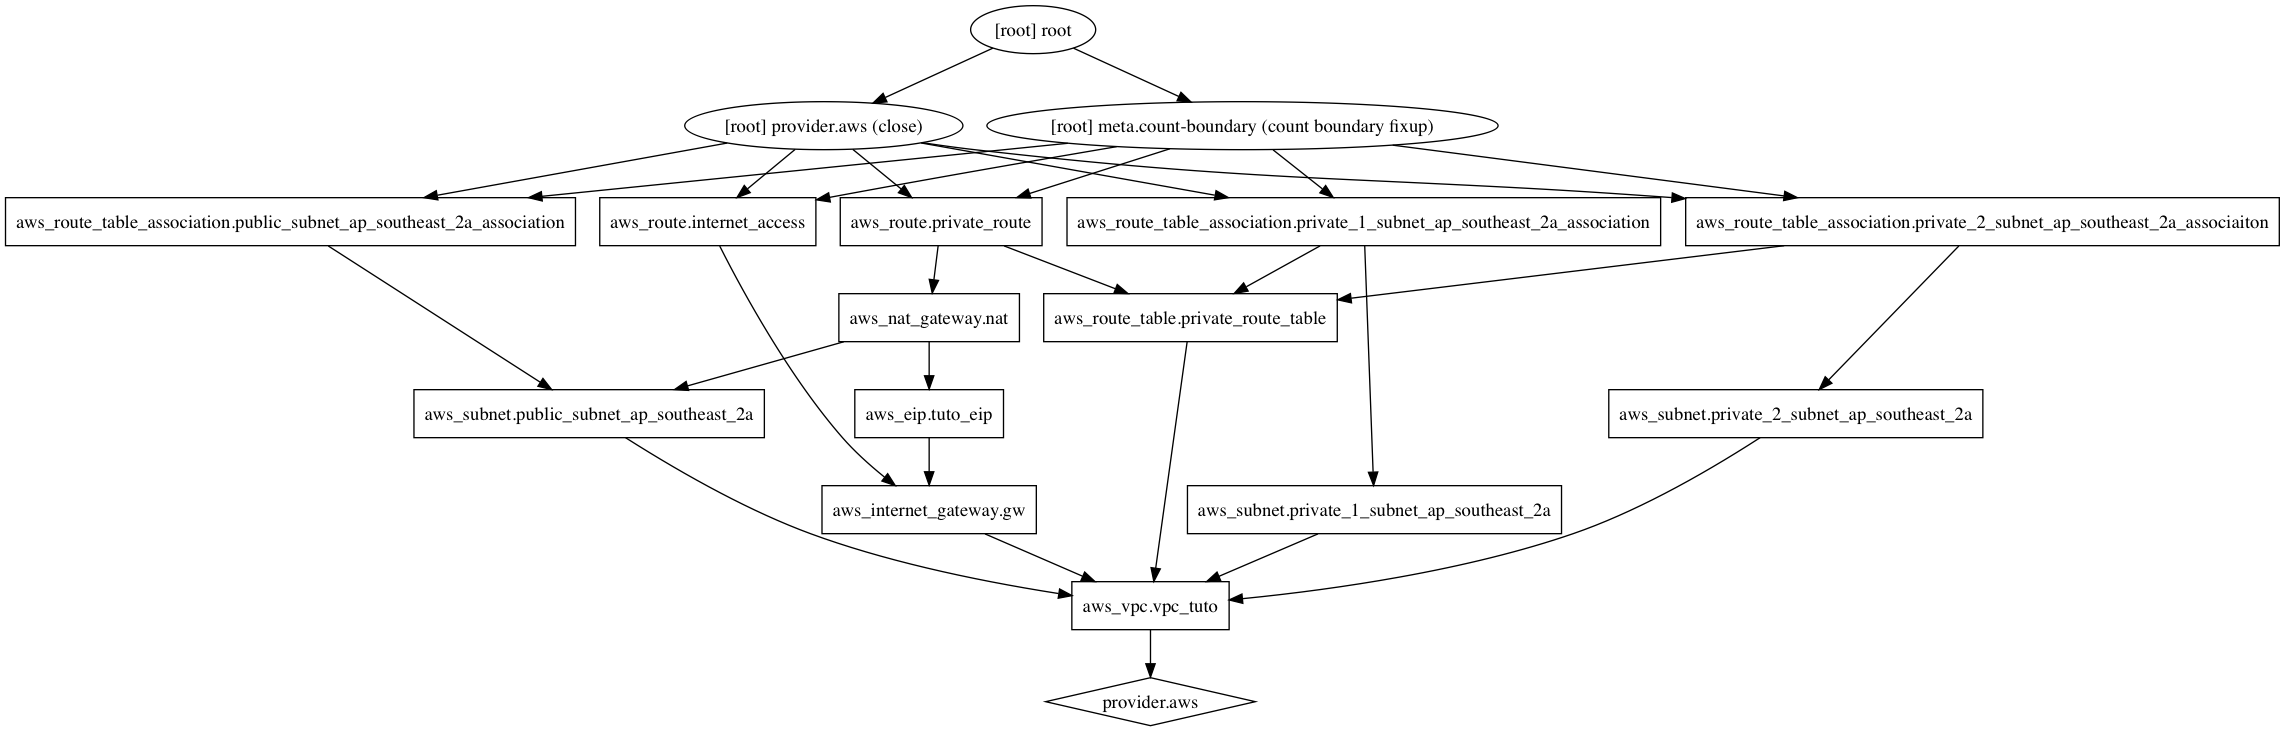 [root] root
[root] provider.aws (close)
[root] meta.count-boundary (count boundary fixup)
aws_route_table_association.public_subnet_ap_southeast_2a_association
aws_route.internet_access
aws_route.private_route
aws_route_table_association.private_1_subnet_ap_southeast_2a_association
aws_route_table_association.private_2_subnet_ap_southeast_2a_associaiton
aws_nat_gateway.nat
aws_route_table.private_route_table
aws_subnet.public_subnet_ap_southeast_2a
aws_eip.tuto_eip
aws_subnet.private_2_subnet_ap_southeast_2a
aws_internet_gateway.gw
aws_subnet.private_1_subnet_ap_southeast_2a
aws_vpc.vpc_tuto
provider.aws